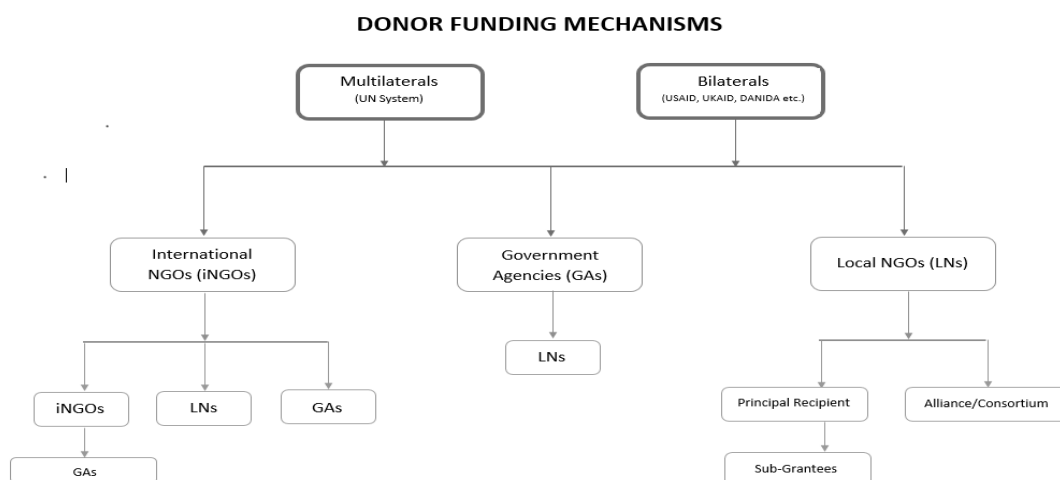 DONOR FUNDING MECHANISMS
Multilaterals
(UN System)
Bilaterals
(USAID, UKAID, DANIDA etc.)
International
NGOs (iNGOs)
Government
Agencies (GAs)
Local NGOs (LNs)
LNs
iNGOs
LNs
GAs
Principal Recipient
Alliance/Consortium
GAs
Sub-Grantees